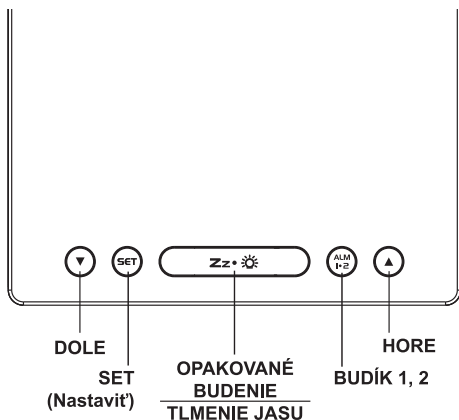 SET
Zz•
ALM
1•2
DOLE
SET
(Nastaviť)
OPAKOVANÉ
BUDENIE
TLMENIE JASU
BUDÍK 1, 2
HORE